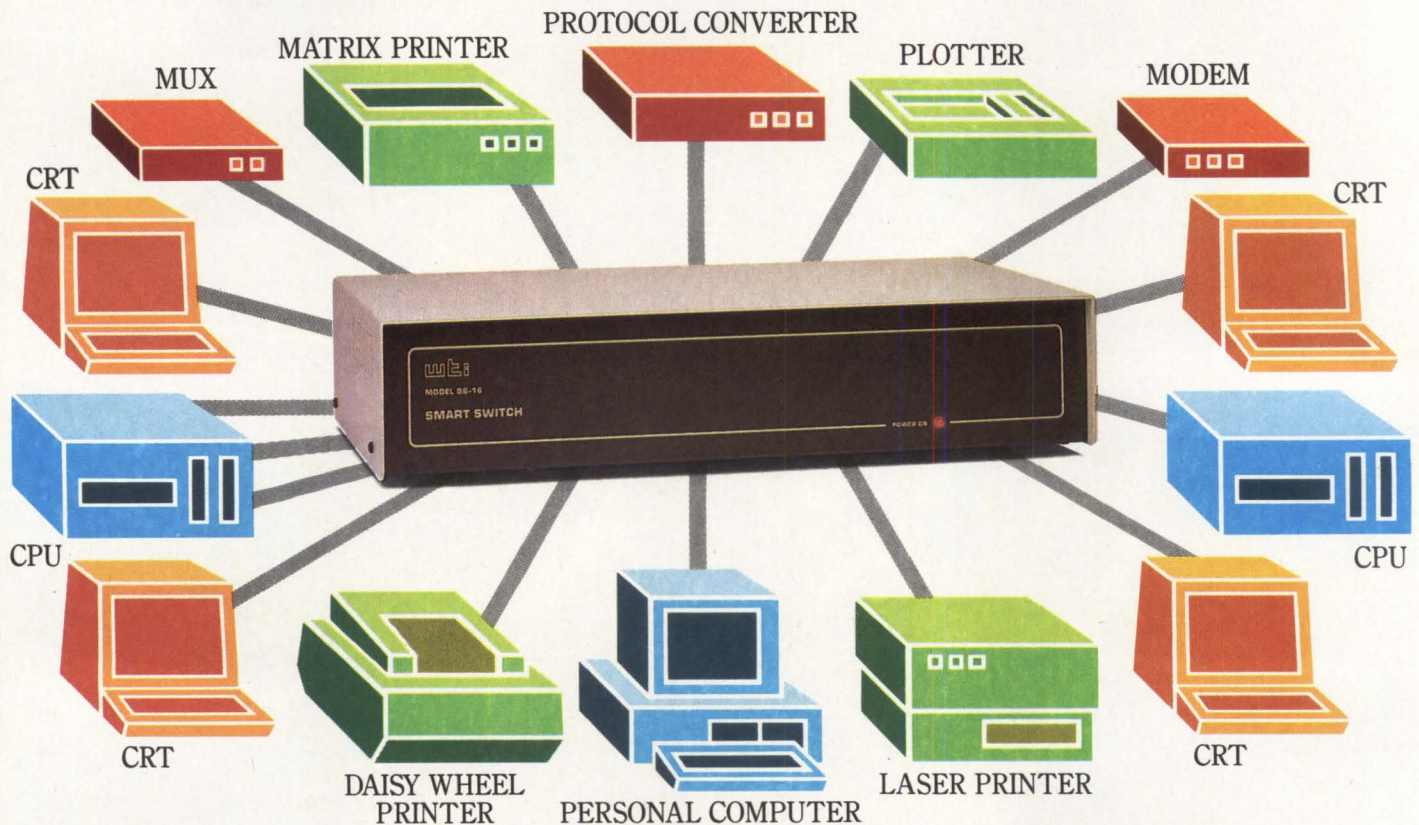 PROTOCOL CONVERTER
MATRIX PRINTER
PLOTTER
MUX
MODEM
CRT
CRT
wti
MODEL SS-16
SMART SWITCH
POWER ON
CPU
CPU
CRT
CRT
DAISY WHEEL
PRINTER
PERSONAL COMPUTER
LASER PRINTER